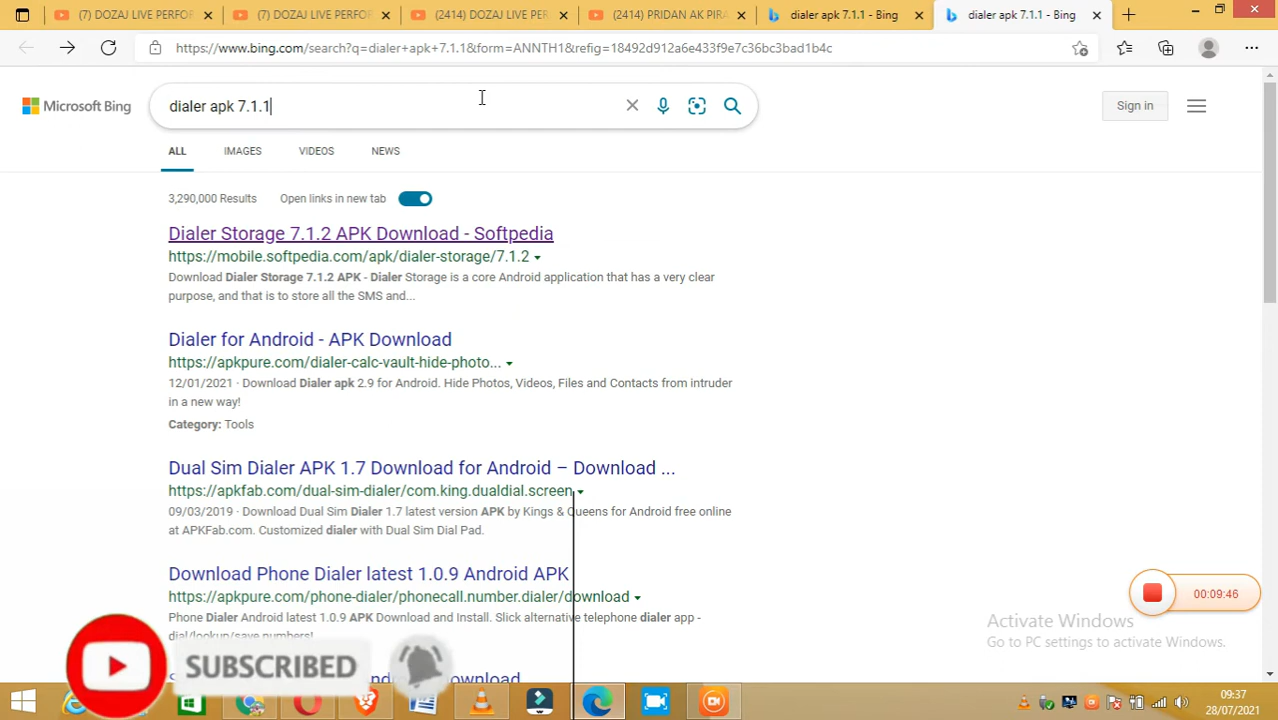 (7) DOZAJ LIVE PERFOR
(7) DOZAJ LIVE PERFOR
(2414) DOZAJ LIVE PER
(2414) PRIDAN AK PIRA
dialer apk 7.1.1 - Bing
dialer apk 7.1.1 - Bing
https://www.bing.com/search?q=dialer+apk+7.1.1&form=ANNTH1&refig=18492d912a6e433f9e7c36bc3bad1b4c
Microsoft Bing
dialer apk 7.1.1
Sign in
ALL IMAGES VIDEOS NEWS
3,290,000 Results Open links in new tab
Dialer Storage 7.1.2 APK Download - Softpedia
https://mobile.softpedia.com/apk/dialer-storage/7.1.2
Download Dialer Storage 7.1.2 APK - Dialer Storage is a core Android application that has a very clear
purpose, and that is to store all the SMS and...
Dialer for Android - APK Download
https://apkpure.com/dialer-calc-vault-hide-photo...
12/01/2021 · Download Dialer apk 2.9 for Android. Hide Photos, Videos, Files and Contacts from intruder
in a new way!
Category: Tools
Dual Sim Dialer APK 1.7 Download for Android – Download ...
https://apkfab.com/dual-sim-dialer/com.king.dualdial.screen
09/03/2019 · Download Dual Sim Dialer 1.7 latest version APK by Kings & Queens for Android free online
at APKFab.com. Customized dialer with Dual Sim Dial Pad.
Download Phone Dialer latest 1.0.9 Android APK
https://apkpure.com/phone-dialer/phonecall.number.dialer/download
Phone Dialer Android latest 1.0.9 APK Download and Install. Slick alternative telephone dialer app -
dial/lookup/save numbers!
00:09:46
Activate Windows
Go to PC settings to activate Windows.
SUBSCRIBED
09:37
28/07/2021